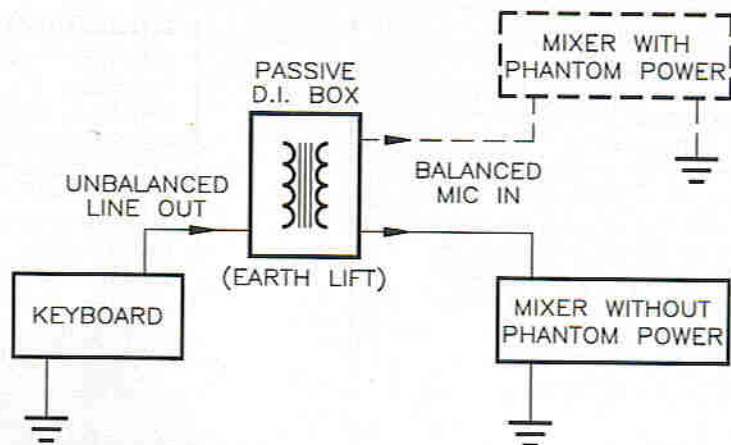 MIXER WITH
PHANTOM POWER
PASSIVE
D.I. BOX
UNBALANCED
LINE OUT
BALANCED
MIC IN
(EARTH LIFT)
KEYBOARD
MIXER WITHOUT
PHANTOM POWER